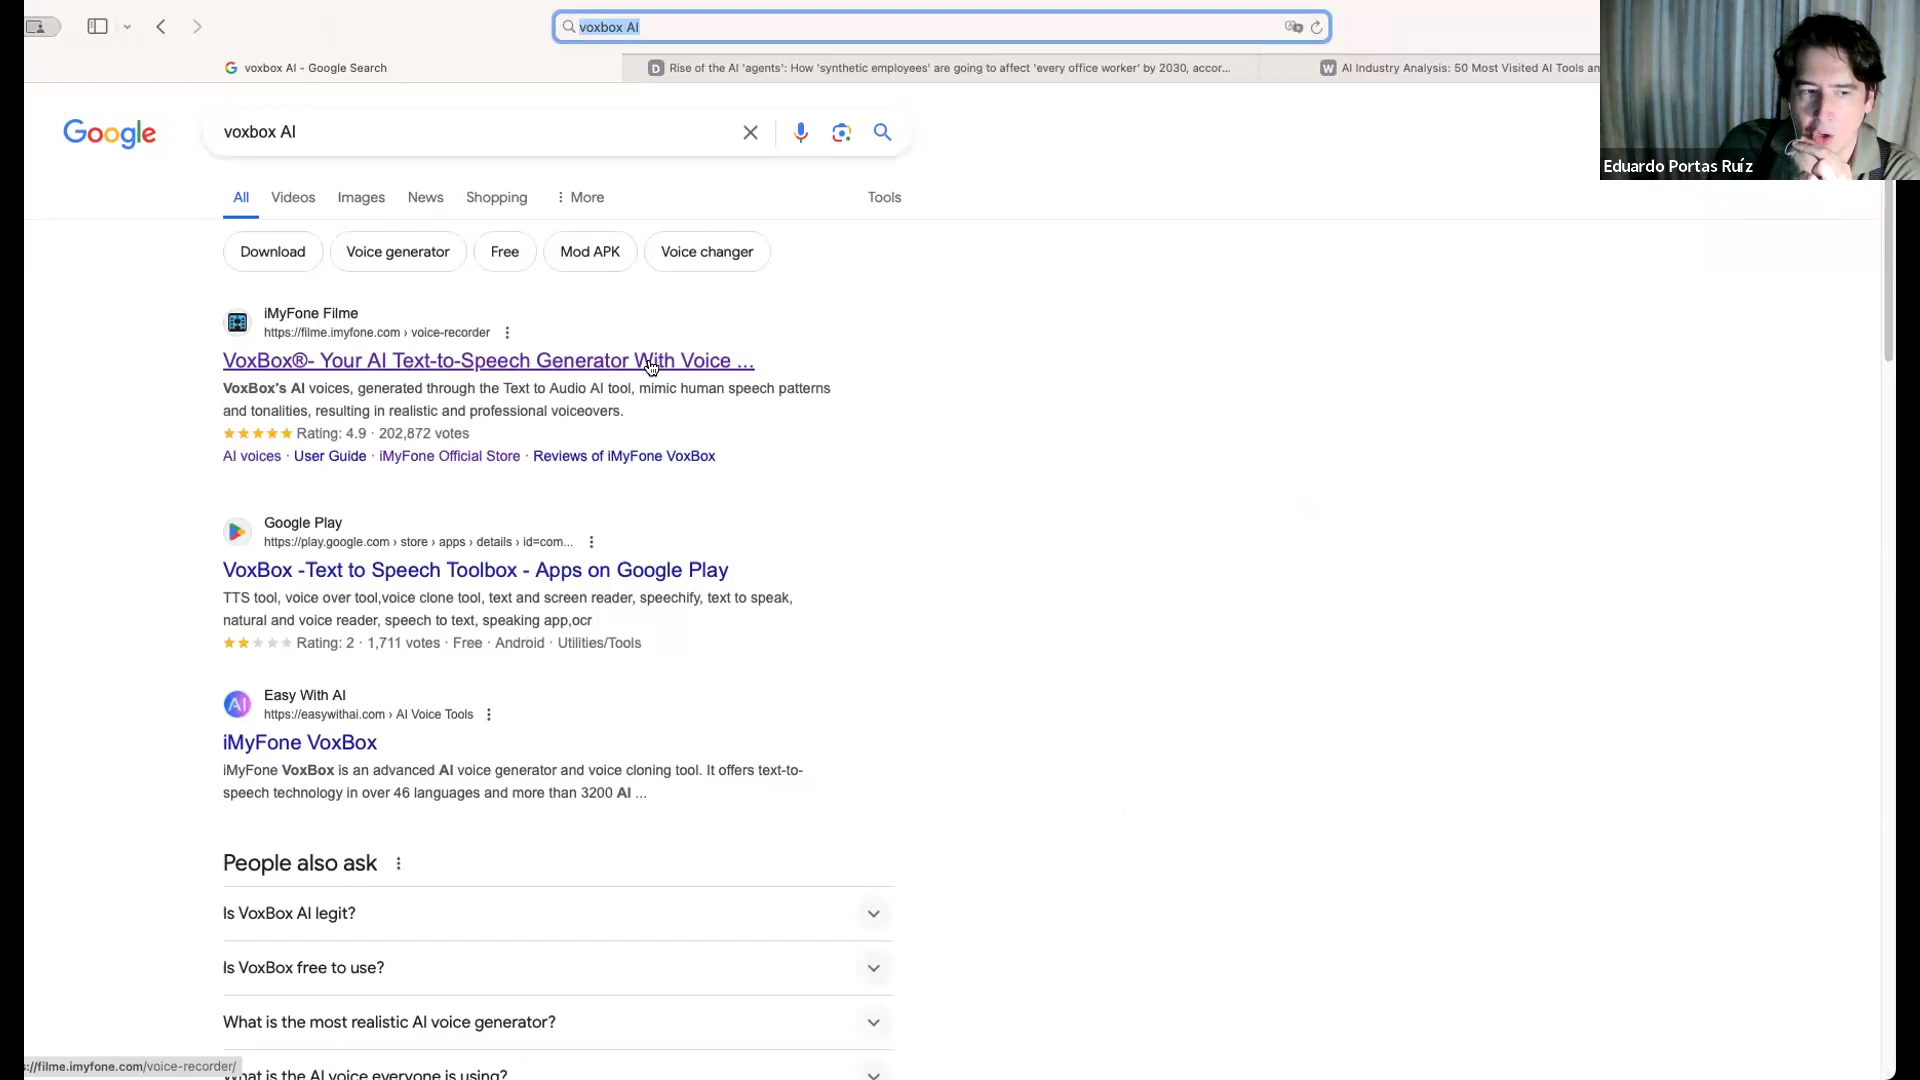 voxbox AI
voxbox AI - Google Search
Rise of the AI 'agents': How 'synthetic employees' are going to affect 'every office worker' by 2030, accor...
AI Industry Analysis: 50 Most Visited AI Tools an
Eduardo Portas Ruíz
Google
voxbox AI
All
Videos
Images
News
Shopping
More
Tools
Download
Voice generator
Free
Mod APK
Voice changer
iMyFone Filme
https://filme.imyfone.com › voice-recorder
VoxBox®- Your AI Text-to-Speech Generator With Voice ...
VoxBox's AI voices, generated through the Text to Audio AI tool, mimic human speech patterns
and tonalities, resulting in realistic and professional voiceovers.
Rating: 4.9 · 202,872 votes
AI voices · User Guide · iMyFone Official Store · Reviews of iMyFone VoxBox
Google Play
https://play.google.com › store › apps › details › id=com...
VoxBox -Text to Speech Toolbox - Apps on Google Play
TTS tool, voice over tool,voice clone tool, text and screen reader, speechify, text to speak,
natural and voice reader, speech to text, speaking app,ocr
Rating: 2 · 1,711 votes · Free · Android · Utilities/Tools
AI
Easy With AI
https://easywithai.com › AI Voice Tools
iMyFone VoxBox
iMyFone VoxBox is an advanced AI voice generator and voice cloning tool. It offers text-to-
speech technology in over 46 languages and more than 3200 AI ...
People also ask
Is VoxBox AI legit?
Is VoxBox free to use?
What is the most realistic AI voice generator?
What is the AI voice everyone is using?
://filme.imyfone.com/voice-recorder/